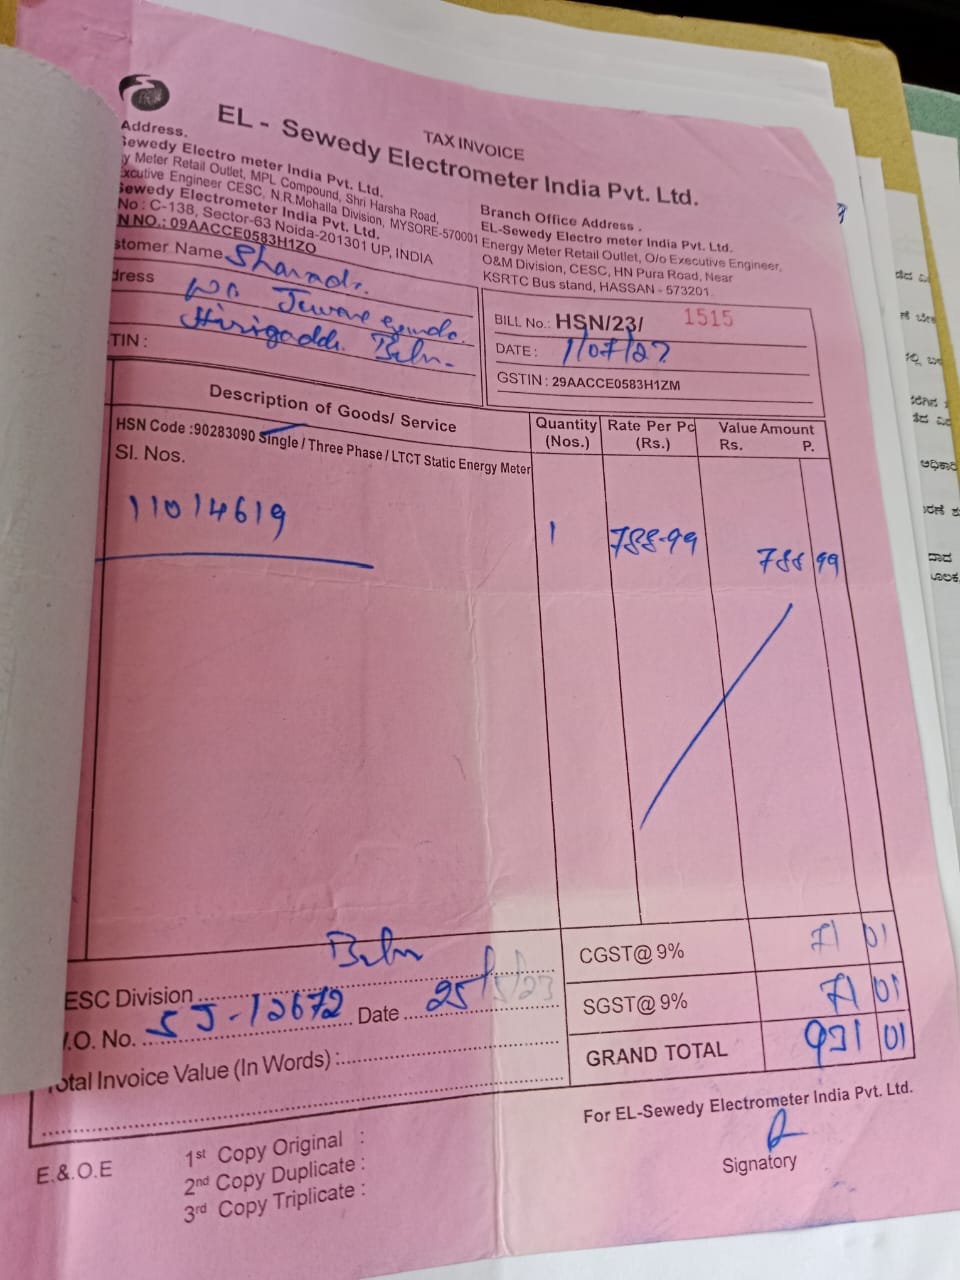 TAX INVOICE
EL - Sewedy Electrometer India Pvt. Ltd.
Address.
Sewedy Electro meter India Pvt. Ltd.
y Meter Retail Outlet, MPL Compound, Shri Harsha Road,
xcutive Engineer CESC, N.R.Mohalla Division, MYSORE-570001
Sewedy Electrometer India Pvt. Ltd.
No : C-138, Sector-63 Noida-201301 UP, INDIA
N NO.: 09AACCE0583H1ZO
Branch Office Address .
EL-Sewedy Electro meter India Pvt. Ltd.
Energy Meter Retail Outlet, O/o Executive Engineer,
O&M Division, CESC, HN Pura Road, Near
KSRTC Bus stand, HASSAN - 573201.
stomer Name
dress
Hirigaddi
TIN :
BILL No.: HSN/23/ 1515
DATE :
GSTIN : 29AACCE0583H1ZM
Description of Goods/ Service Quantity (Nos.) Rate Per Pc (Rs.) Value Amount Rs. P.
HSN Code :90283090 Single / Three Phase / LTCT Static Energy Meter
Sl. Nos.
11014619 1 788-99 788 99
CGST@ 9% 71 01
SGST@ 9% 71 01
GRAND TOTAL 931 01
ESC Division
.O. No. SJ-12672 Date 25/5/23
otal Invoice Value (In Words) :
For EL-Sewedy Electrometer India Pvt. Ltd.
Signatory
E.&.O.E
1st Copy Original :
2nd Copy Duplicate :
3rd Copy Triplicate :